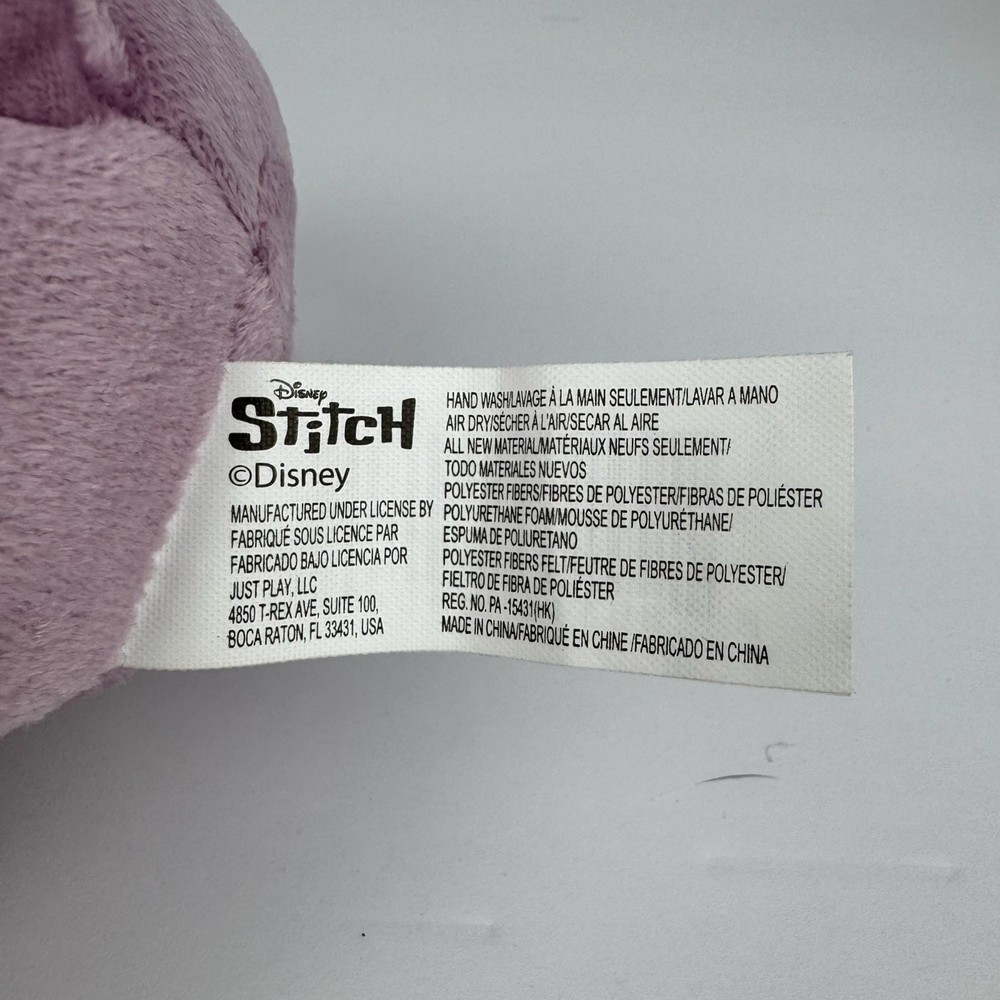 Disney
Stitch
©Disney
MANUFACTURED UNDER LICENSE BY
FABRIQUÉ SOUS LICENCE PAR
FABRICADO BAJO LICENCIA POR
JUST PLAY, LLC
4850 T-REX AVE, SUITE 100,
BOCA RATON, FL 33431, USA
HAND WASH/LAVAGE À LA MAIN SEULEMENT/LAVAR A MANO
AIR DRY/SÉCHER À L'AIR/SECAR AL AIRE
ALL NEW MATERIAL/MATÉRIAUX NEUFS SEULEMENT/
TODO MATERIALES NUEVOS
POLYESTER FIBERS/FIBRES DE POLYESTER/FIBRAS DE POLIÉSTER
POLYURETHANE FOAM/MOUSSE DE POLYURÉTHANE/
ESPUMA DE POLIURETANO
POLYESTER FIBERS FELT/FEUTRE DE FIBRES DE POLYESTER/
FIELTRO DE FIBRA DE POLIÉSTER
REG. NO. PA -15431(HK)
MADE IN CHINA/FABRIQUÉ EN CHINE /FABRICADO EN CHINA